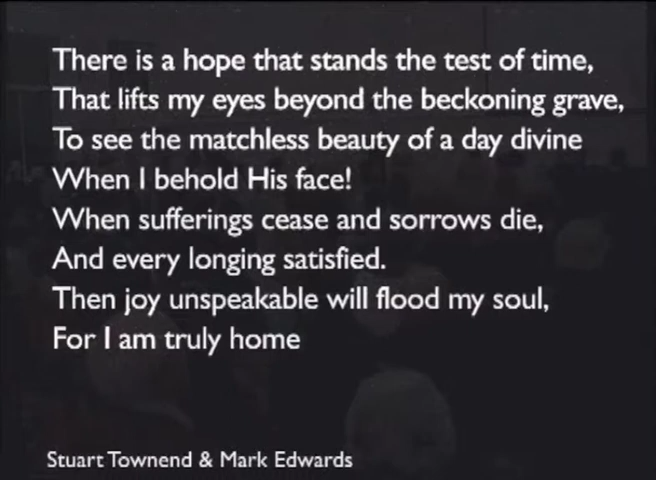 There is a hope that stands the test of time,
That lifts my eyes beyond the beckoning grave,
To see the matchless beauty of a day divine
When I behold His face!
When sufferings cease and sorrows die,
And every longing satisfied.
Then joy unspeakable will flood my soul,
For I am truly home
Stuart Townend & Mark Edwards